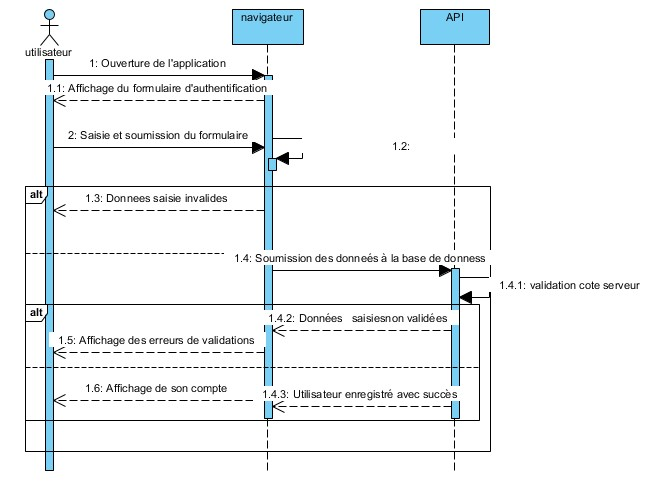 navigateur
API
utilisateur
1: Ouverture de l'application
1.1: Affichage du formulaire d'authentification
2: Saisie et soumission du formulaire
1.2:
alt
1.3: Donnees saisie invalides
1.4: Soumission des donneés à la base de donness
1.4.1: validation cote serveur
alt
1.4.2: Données saisiesnon validées
1.5: Affichage des erreurs de validations
1.6: Affichage de son compte
1.4.3: Utilisateur enregistré avec succès